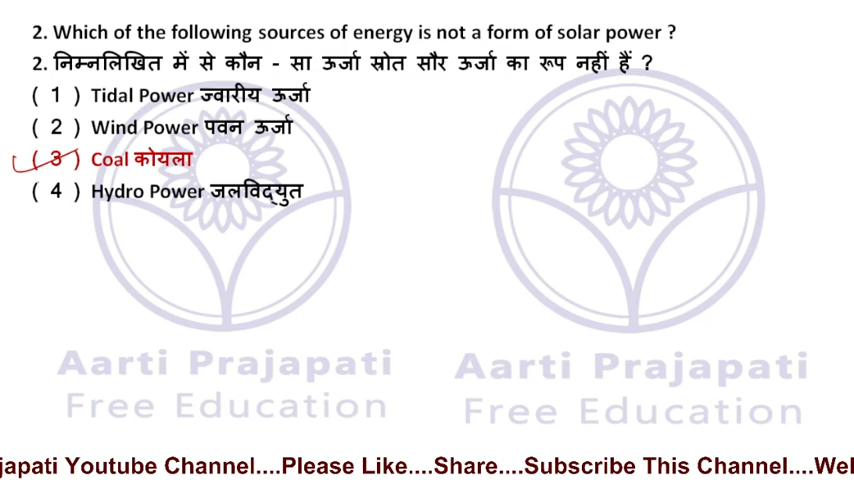 2. Which of the following sources of energy is not a form of solar power ?
2. निम्नलिखित में से कौन - सा ऊर्जा स्रोत सौर ऊर्जा का रूप नहीं हैं ?
( 1 ) Tidal Power ज्वारीय ऊर्जा
( 2 ) Wind Power पवन ऊर्जा
( 3 ) Coal कोयला
( 4 ) Hydro Power जलविद्युत
Aarti Prajapati
Free Education
Aarti Prajapati
Free Education
japati Youtube Channel....Please Like....Share....Subscribe This Channel....Wel